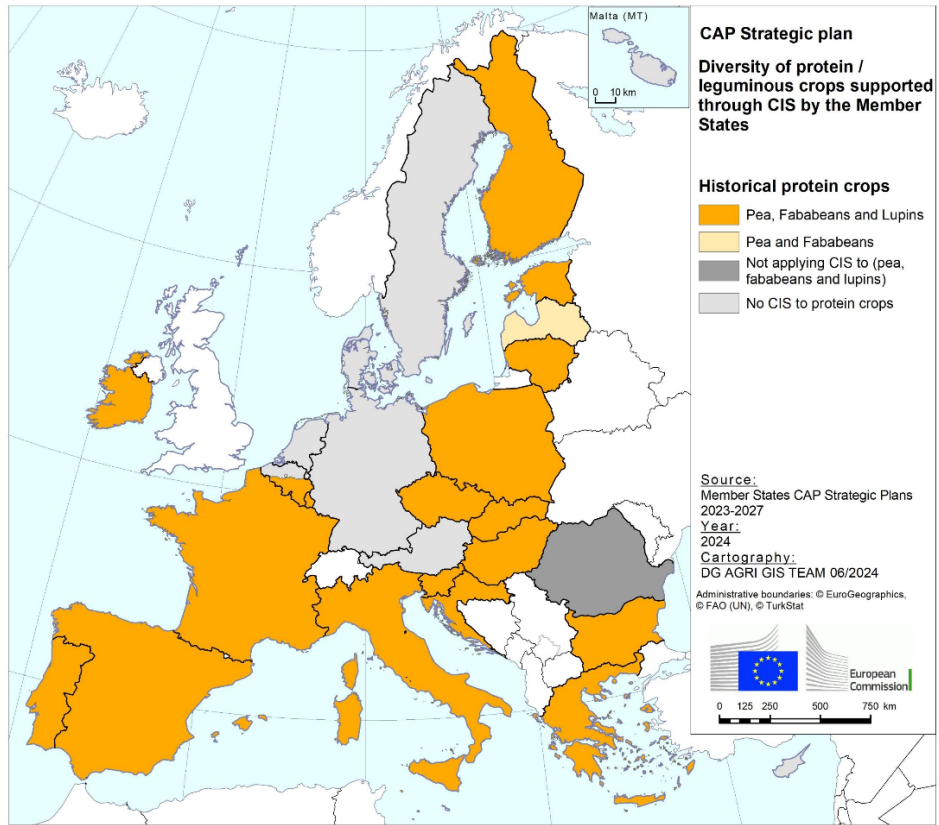 Malta (MT)
0 10 km
CAP Strategic plan
Diversity of protein /
leguminous crops supported
through CIS by the Member
States
Historical protein crops
Pea, Fababeans and Lupins
Pea and Fababeans
Not applying CIS to (pea,
fababeans and lupins)
No CIS to protein crops
Source:
Member States CAP Strategic Plans
2023-2027
Year:
2024
Cartography:
DG AGRI GIS TEAM 06/2024
Administrative boundaries: © EuroGeographics,
© FAO (UN), © TurkStat
European
Commission
0 125 250 500 750 km